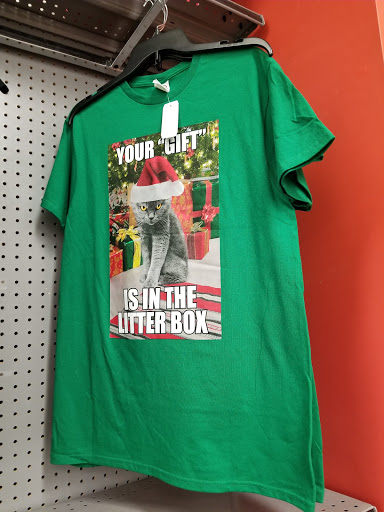 YOUR "GIFT"
IS IN THE
LITTER BOX